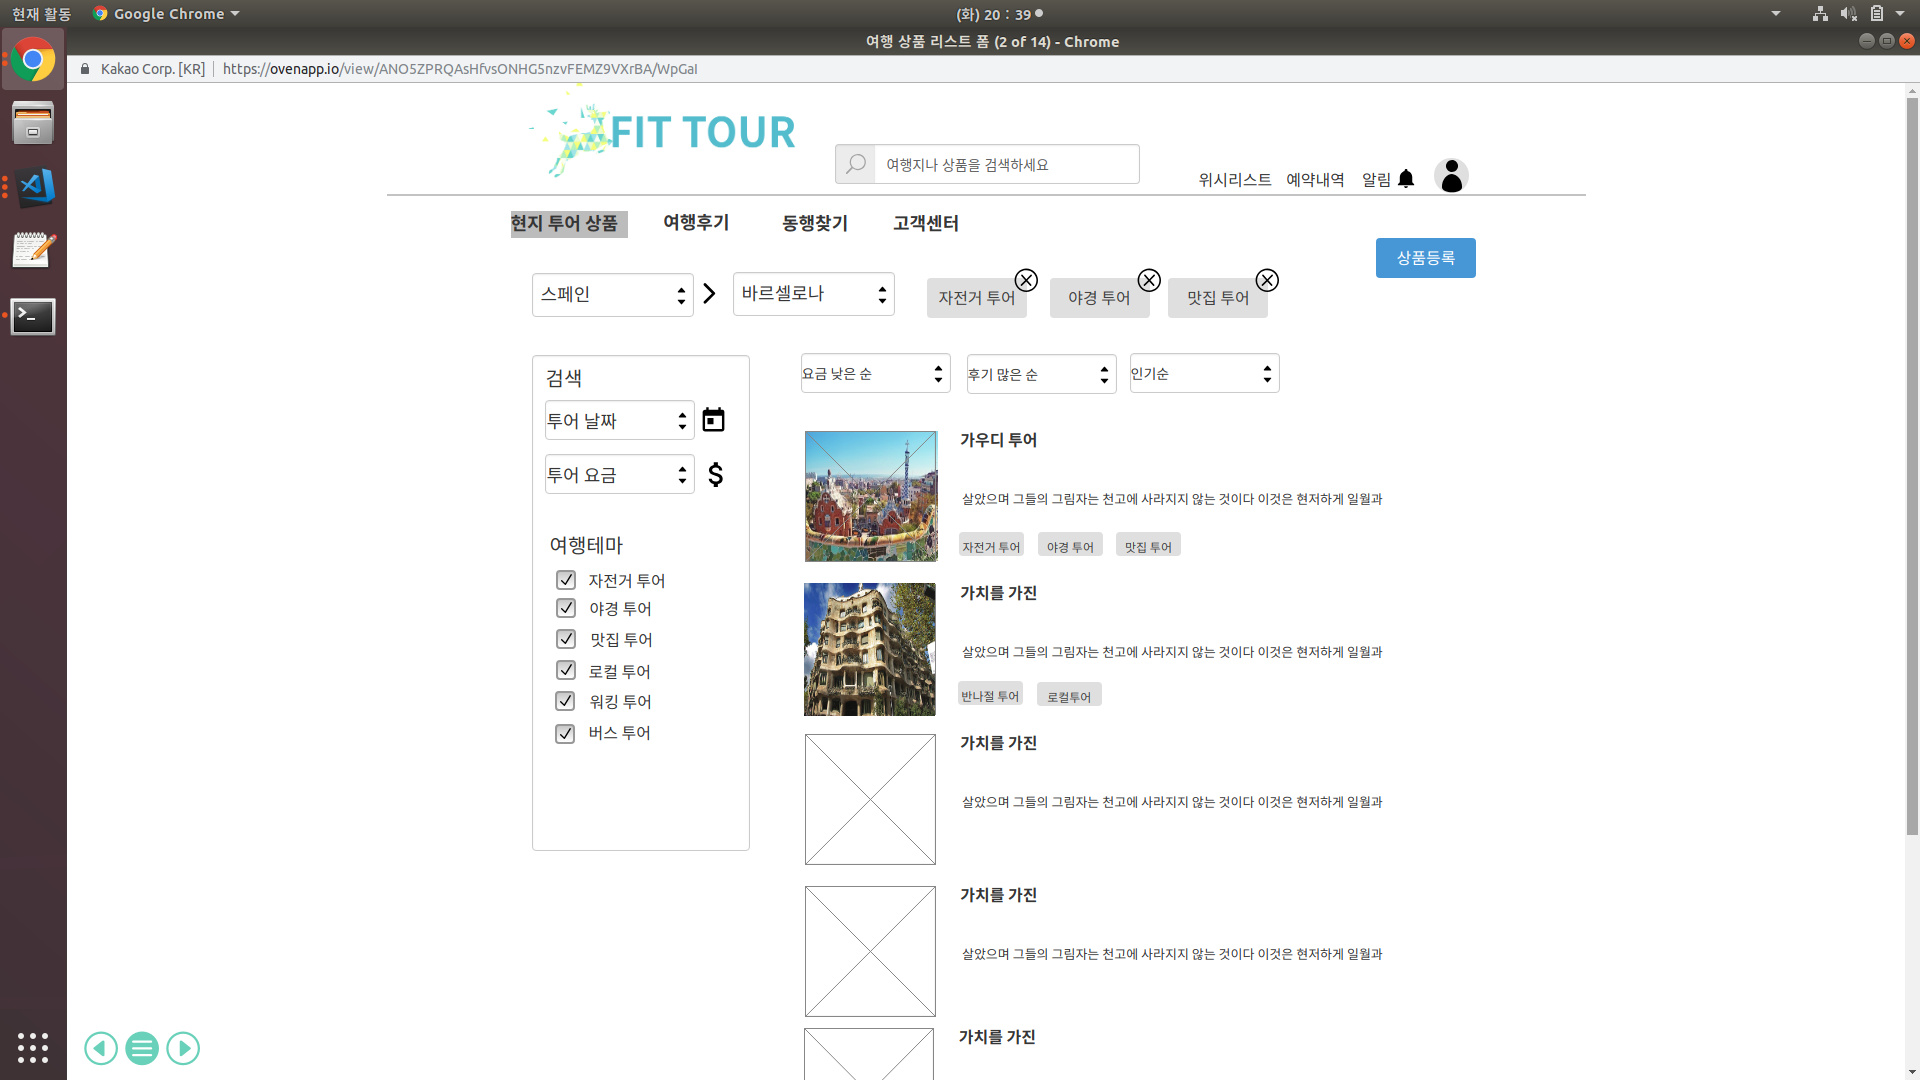 현재 활동
Google Chrome
(화) 20 : 39
여행 상품 리스트 폼 (2 of 14) - Chrome
Kakao Corp. [KR]
https://ovenapp.io/view/ANO5ZPRQAsHfvsONHG5nzvFEMZ9VXrBA/WpGaI
FIT TOUR
여행지나 상품을 검색하세요
위시리스트 예약내역 알림
현지 투어 상품 여행후기 동행찾기 고객센터
상품등록
스페인 바르셀로나 자전거 투어 야경 투어 맛집 투어
검색
투어 날짜
투어 요금
여행테마
자전거 투어
야경 투어
맛집 투어
로컬 투어
워킹 투어
버스 투어
요금 낮은 순 후기 많은 순 인기순
가우디 투어
살았으며 그들의 그림자는 천고에 사라지지 않는 것이다 이것은 현저하게 일월과
자전거 투어 야경 투어 맛집 투어
가치를 가진
살았으며 그들의 그림자는 천고에 사라지지 않는 것이다 이것은 현저하게 일월과
반나절 투어 로컬투어
가치를 가진
살았으며 그들의 그림자는 천고에 사라지지 않는 것이다 이것은 현저하게 일월과
가치를 가진
살았으며 그들의 그림자는 천고에 사라지지 않는 것이다 이것은 현저하게 일월과
가치를 가진